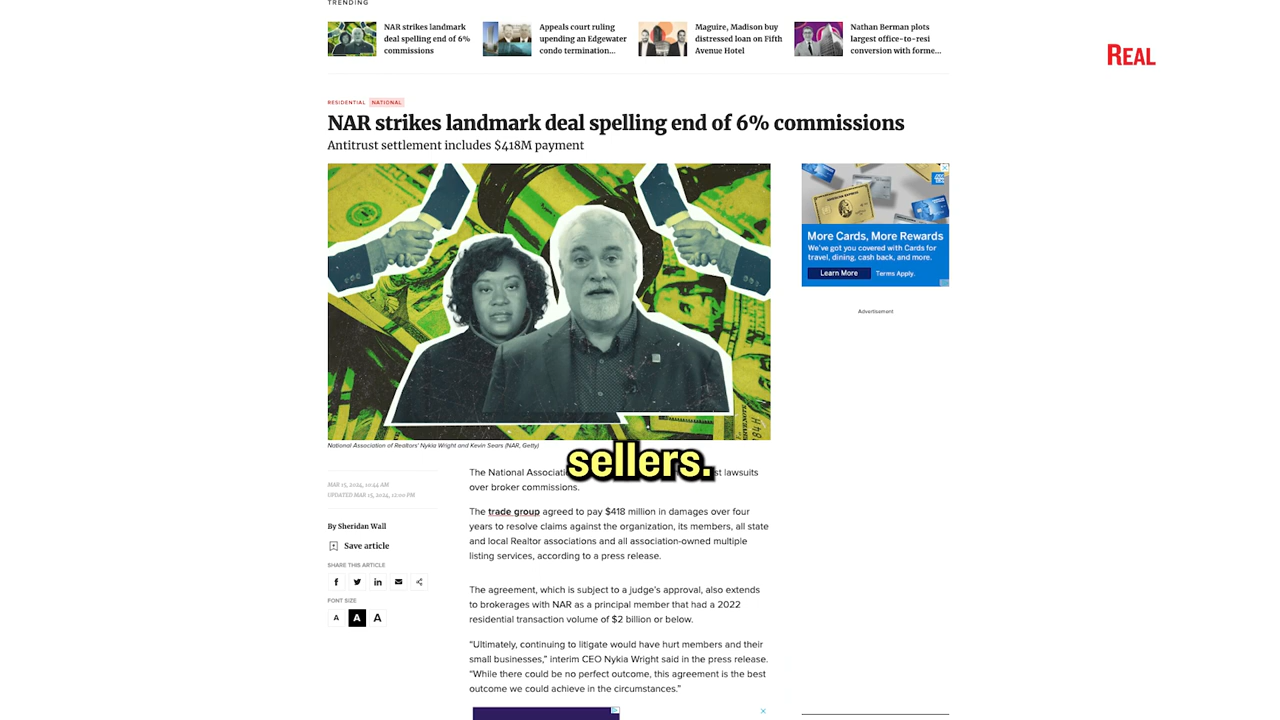 TRENDING
NAR strikes landmark
deal spelling end of 6%
commissions
Appeals court ruling
upending an Edgewater
condo termination...
Maguire, Madison buy
distressed loan on Fifth
Avenue Hotel
Nathan Berman plots
largest office-to-resi
conversion with forme...
REAL
RESIDENTIAL NATIONAL
NAR strikes landmark deal spelling end of 6% commissions
Antitrust settlement includes $418M payment
More Cards, More Rewards
We've got you covered with Cards for
travel, dining, cash back, and more.
Learn More Terms Apply.
Advertisement
National Association of Realtors' Nykia Wright and Kevin Sears (NAR, Getty)
sellers.
MAR 15, 2024, 10:44 AM
UPDATED MAR 15, 2024, 12:00 PM
By Sheridan Wall
Save article
SHARE THIS ARTICLE
FONT SIZE
A A A
The National lawsuits
over broker commissions.
The trade group agreed to pay $418 million in damages over four
years to resolve claims against the organization, its members, all state
and local Realtor associations and all association-owned multiple
listing services, according to a press release.
The agreement, which is subject to a judge's approval, also extends
to brokerages with NAR as a principal member that had a 2022
residential transaction volume of $2 billion or below.
“Ultimately, continuing to litigate would have hurt members and their
small businesses,” interim CEO Nykia Wright said in the press release.
“While there could be no perfect outcome, this agreement is the best
outcome we could achieve in the circumstances.”